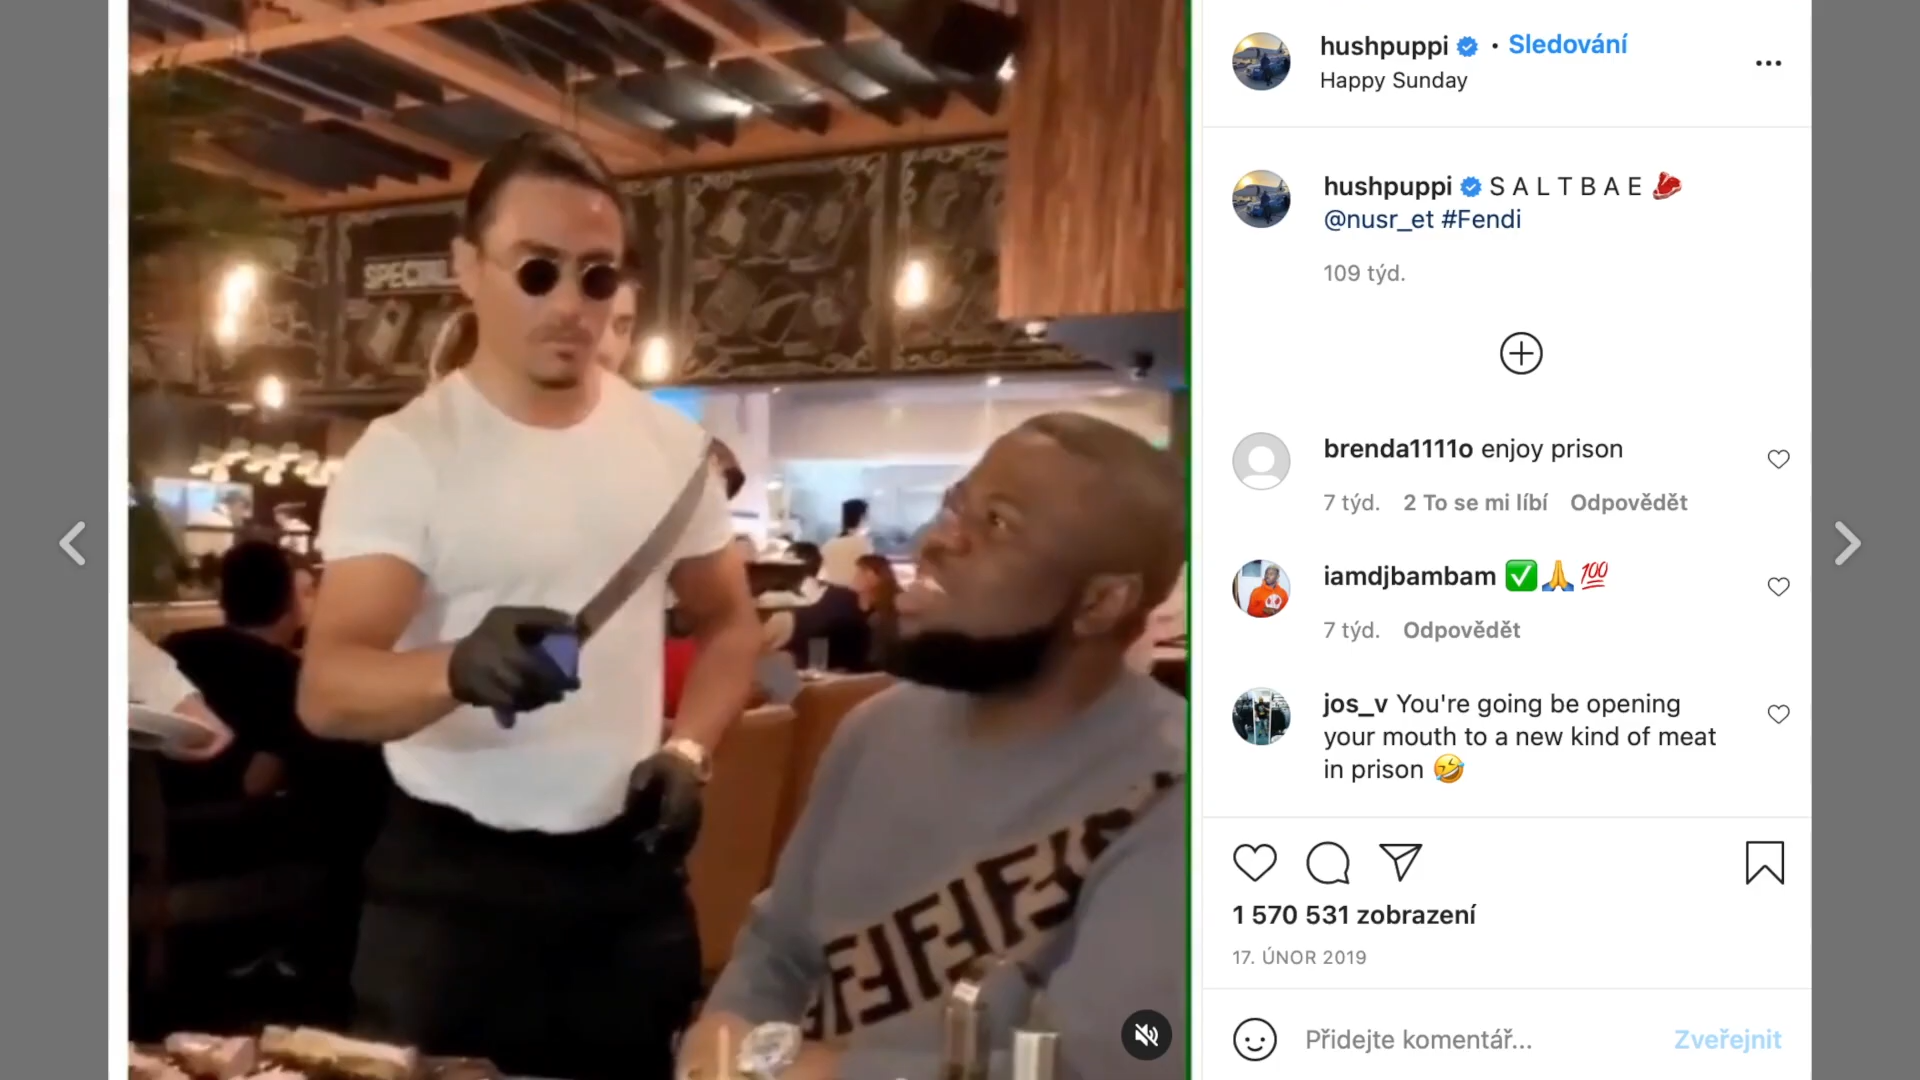 SPECIAL
hushpuppi • Sledování
Happy Sunday
hushpuppi S A L T B A E 🥩
@nusr_et #Fendi
109 týd.
brenda1111o enjoy prison
7 týd. 2 To se mi líbí Odpovědět
iamdjbambam ✅🙏💯
7 týd. Odpovědět
jos_v You're going be opening
your mouth to a new kind of meat
in prison 🤣
1 570 531 zobrazení
17. ÚNOR 2019
Přidejte komentář... Zveřejnit